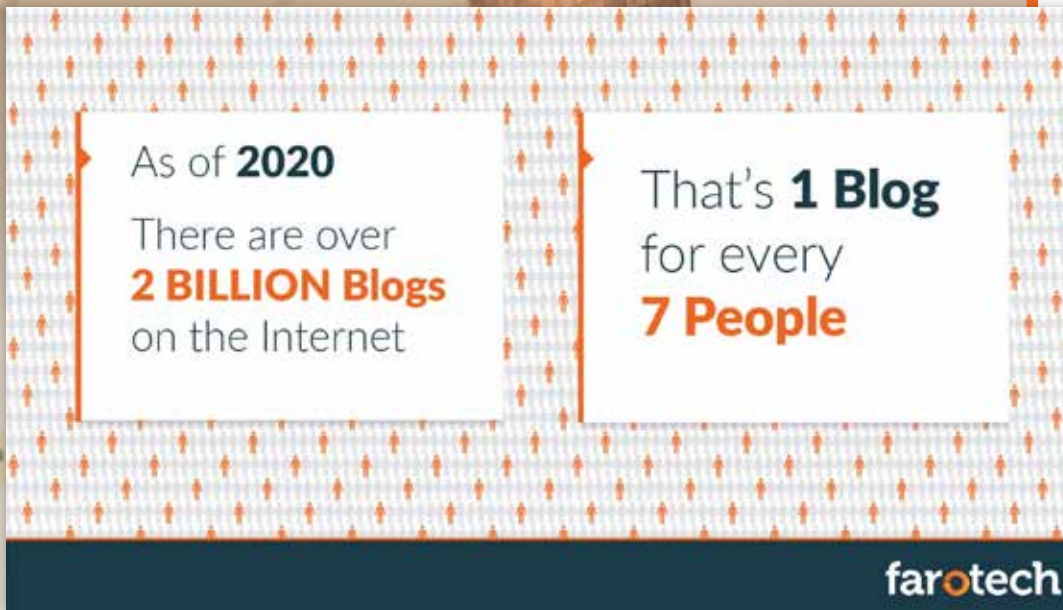 As of 2020
There are over
2 BILLION Blogs
on the Internet
That's 1 Blog
for every
7 People
farotech